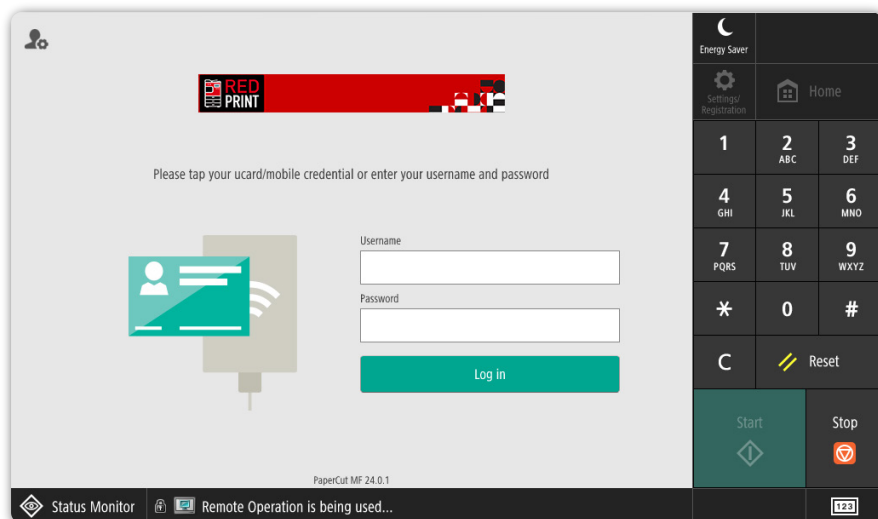 RED
PRINT
Please tap your ucard/mobile credential or enter your username and password
Username
Password
Log in
PaperCut MF 24.0.1
Energy Saver
Settings/
Registration
Home
1
2
ABC
3
DEF
4
GHI
5
JKL
6
MNO
7
PQRS
8
TUV
9
WXYZ
*
0
#
C
Reset
Start
Stop
Status Monitor
Remote Operation is being used...
123